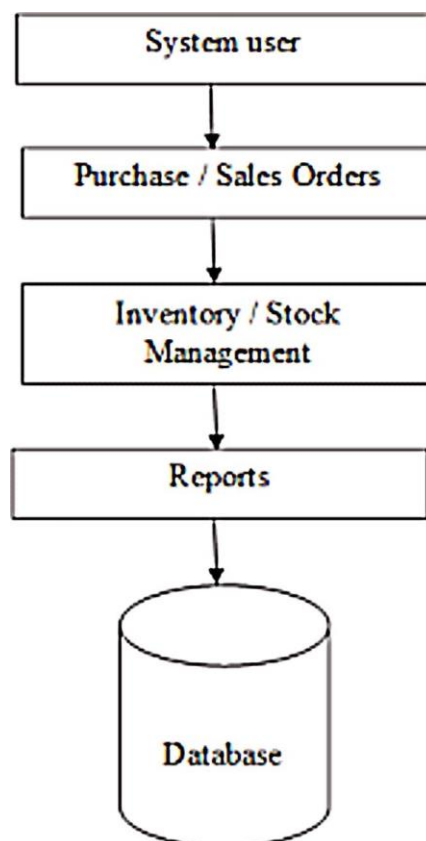 System user
Purchase / Sales Orders
Inventory / Stock
Management
Reports
Database